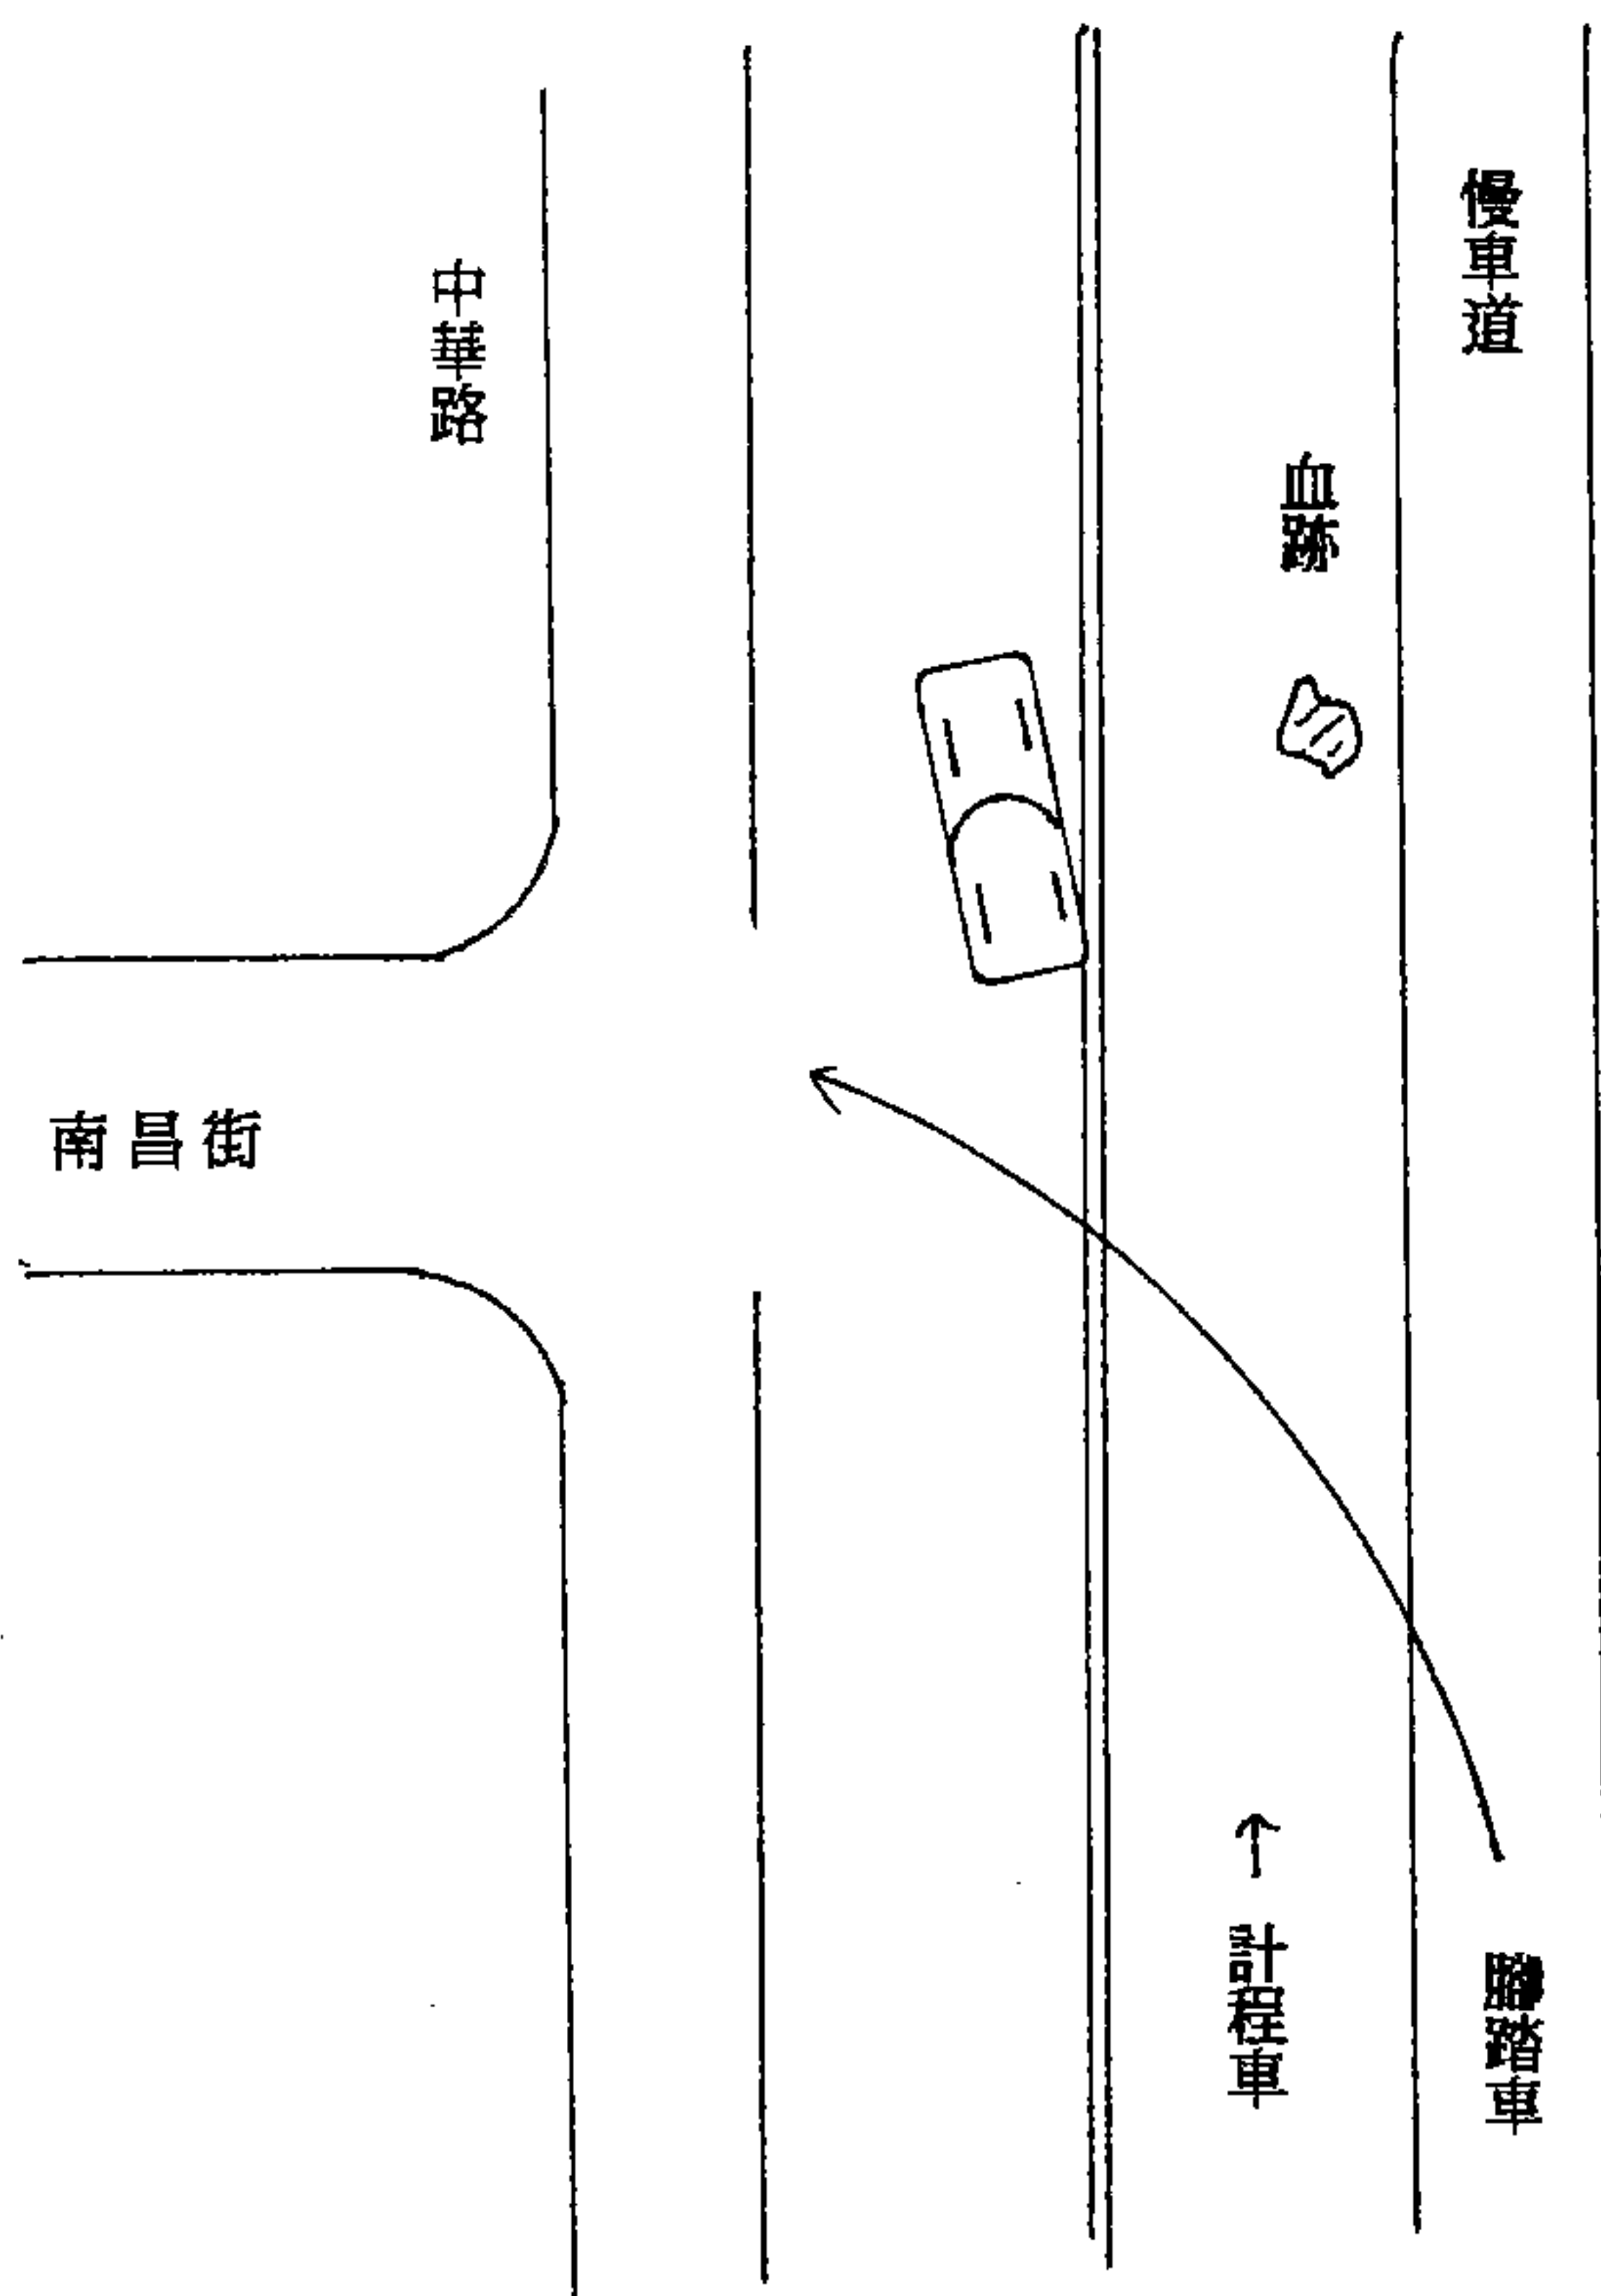 慢車道
中華路
血跡
南昌街
計程車
腳踏車